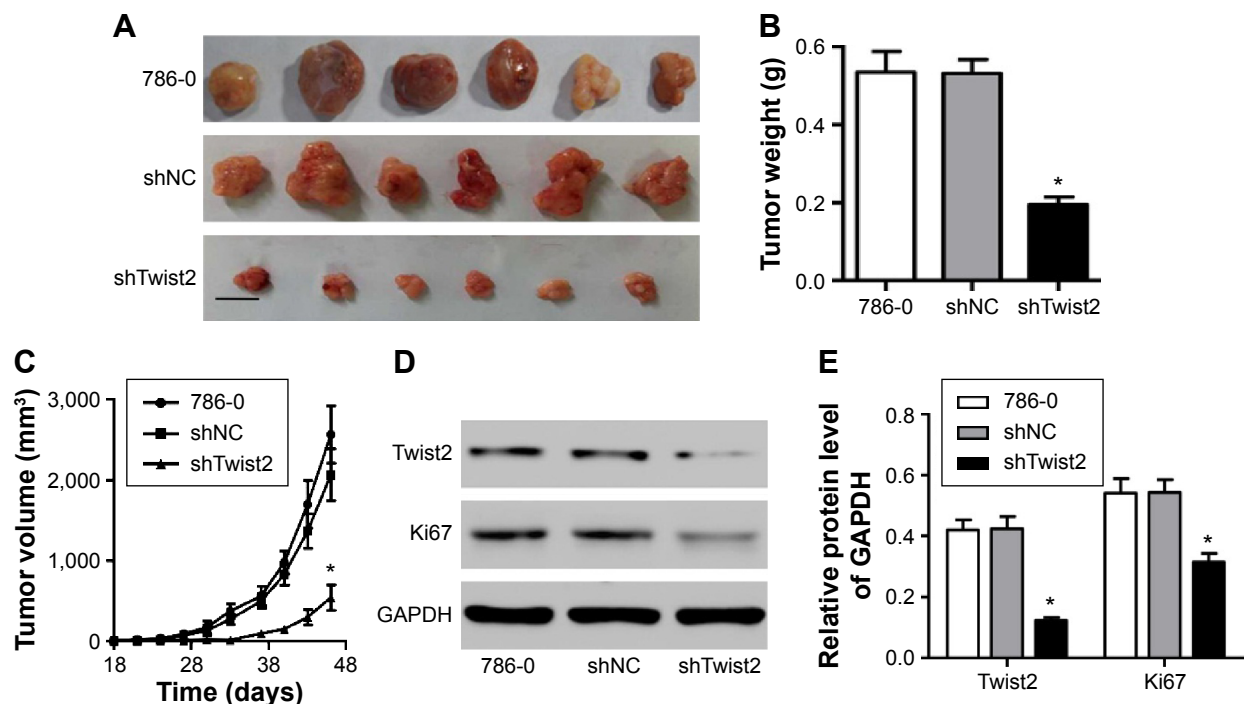 A
786-0
shNC
shTwist2
B
Tumor weight (g)
0.6
0.4
0.2
0.0
*
786-0
shNC
shTwist2
C
786-0
shNC
shTwist2
Tumor volume (mm³)
3,000
2,000
1,000
0
*
18
28
38
48
Time (days)
D
Twist2
Ki67
GAPDH
786-0
shNC
shTwist2
E
786-0
shNC
shTwist2
Relative protein level
of GAPDH
0.8
0.6
0.4
0.2
0.0
*
*
Twist2
Ki67